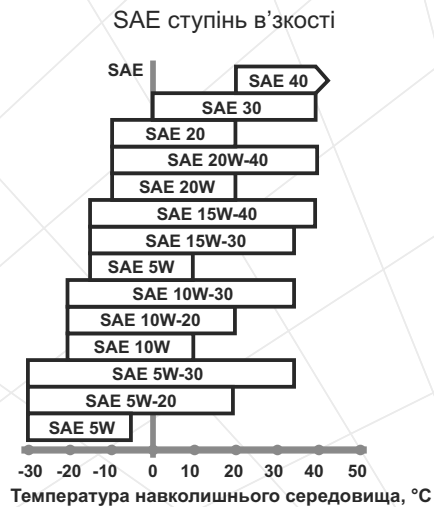 SAE ступінь в’зкості
SAE
SAE 40
SAE 30
SAE 20
SAE 20W-40
SAE 20W
SAE 15W-40
SAE 15W-30
SAE 5W
SAE 10W-30
SAE 10W-20
SAE 10W
SAE 5W-30
SAE 5W-20
SAE 5W
-30 -20 -10 0 10 20 30 40 50
Температура навколишнього середовища, °C